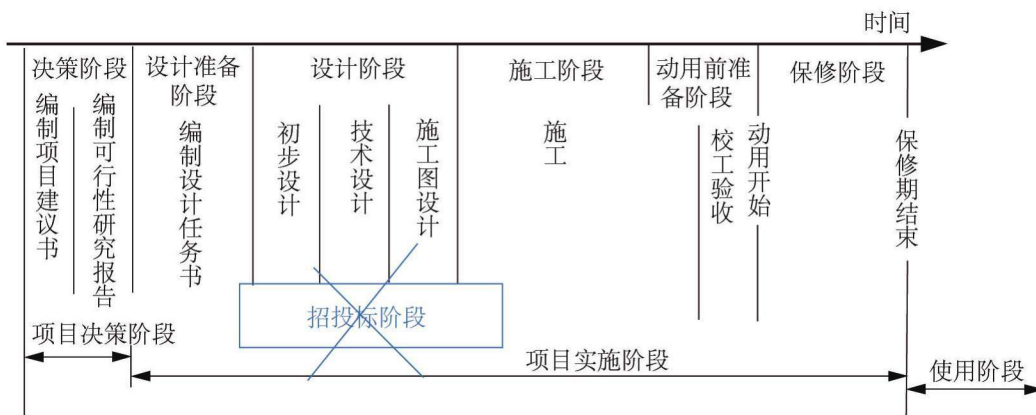 时间
决策阶段
设计准备
阶段
设计阶段
施工阶段
动用前准
备阶段
保修阶段
编制项目建议书
编制可行性研究报告
编制设计任务书
初步设计
技术设计
施工图设计
施工
校工验收
动用开始
保修期结束
招投标阶段
项目决策阶段
项目实施阶段
使用阶段